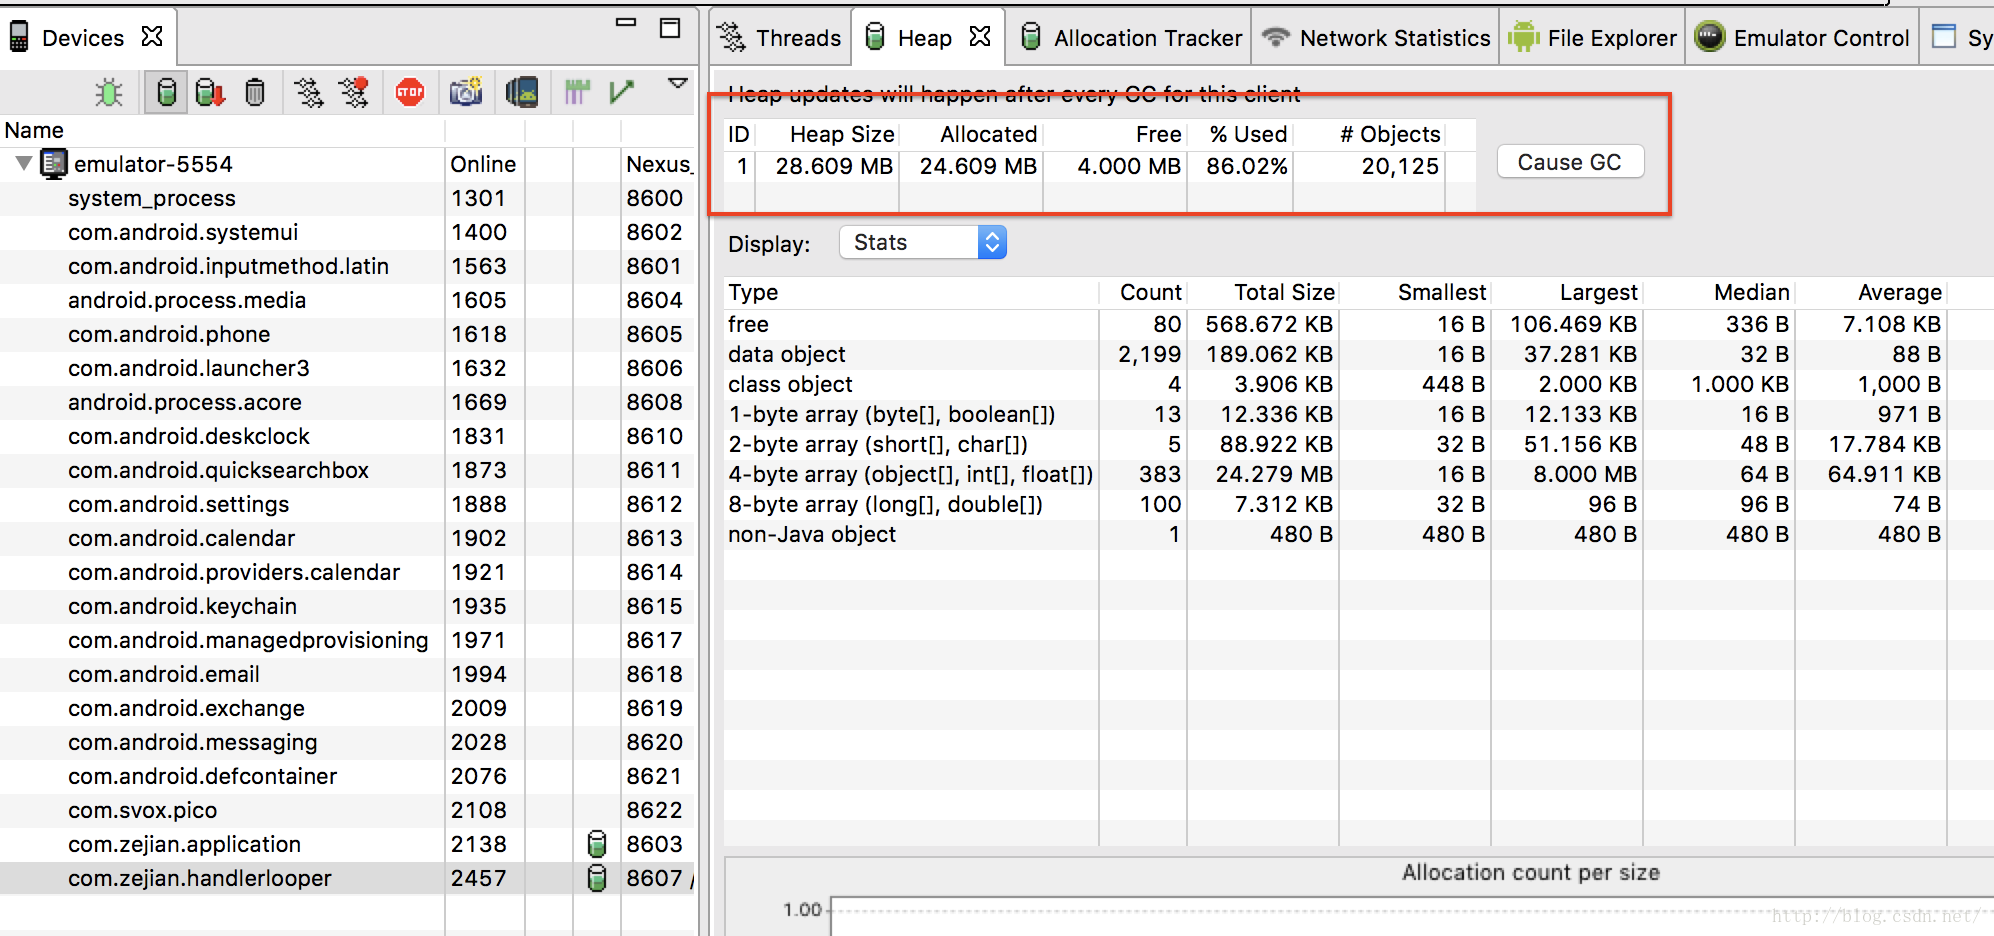 Devices
Threads Heap Allocation Tracker Network Statistics File Explorer Emulator Control Sy
STOP
Name
emulator-5554 Online Nexus_
system_process 1301 8600
com.android.systemui 1400 8602
com.android.inputmethod.latin 1563 8601
android.process.media 1605 8604
com.android.phone 1618 8605
com.android.launcher3 1632 8606
android.process.acore 1669 8608
com.android.deskclock 1831 8610
com.android.quicksearchbox 1873 8611
com.android.settings 1888 8612
com.android.calendar 1902 8613
com.android.providers.calendar 1921 8614
com.android.keychain 1935 8615
com.android.managedprovisioning 1971 8617
com.android.email 1994 8618
com.android.exchange 2009 8619
com.android.messaging 2028 8620
com.android.defcontainer 2076 8621
com.svox.pico 2108 8622
com.zejian.application 2138 8603
com.zejian.handlerlooper 2457 8607 /
Heap updates will happen after every GC for this client
ID Heap Size Allocated Free % Used # Objects
1 28.609 MB 24.609 MB 4.000 MB 86.02% 20,125
Cause GC
Display: Stats
Type Count Total Size Smallest Largest Median Average
free 80 568.672 KB 16 B 106.469 KB 336 B 7.108 KB
data object 2,199 189.062 KB 16 B 37.281 KB 32 B 88 B
class object 4 3.906 KB 448 B 2.000 KB 1.000 KB 1,000 B
1-byte array (byte[], boolean[]) 13 12.336 KB 16 B 12.133 KB 16 B 971 B
2-byte array (short[], char[]) 5 88.922 KB 32 B 51.156 KB 48 B 17.784 KB
4-byte array (object[], int[], float[]) 383 24.279 MB 16 B 8.000 MB 64 B 64.911 KB
8-byte array (long[], double[]) 100 7.312 KB 32 B 96 B 96 B 74 B
non-Java object 1 480 B 480 B 480 B 480 B 480 B
Allocation count per size
1.00
http://blog.csdn.net/